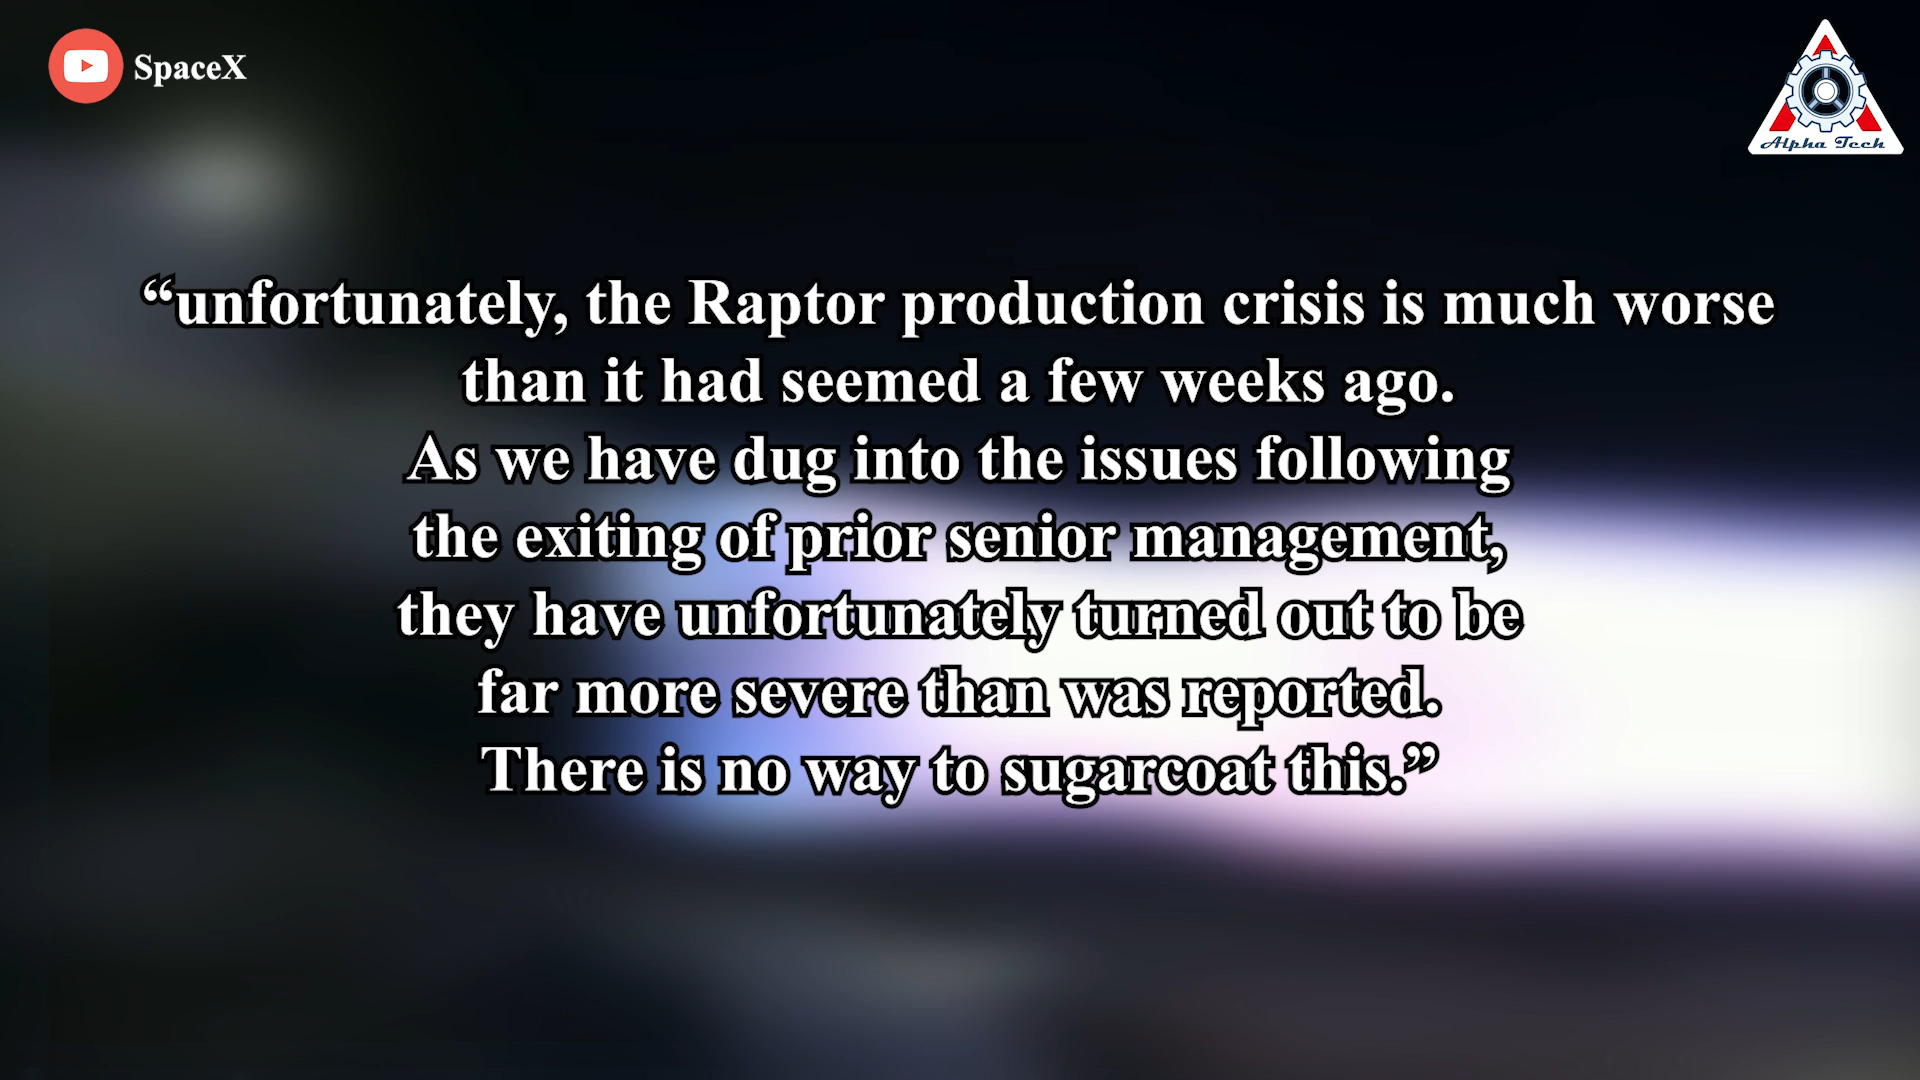 SpaceX
Alpha Tech
“unfortunately, the Raptor production crisis is much worse
than it had seemed a few weeks ago.
As we have dug into the issues following
the exiting of prior senior management,
they have unfortunately turned out to be
far more severe than was reported.
There is no way to sugarcoat this.”